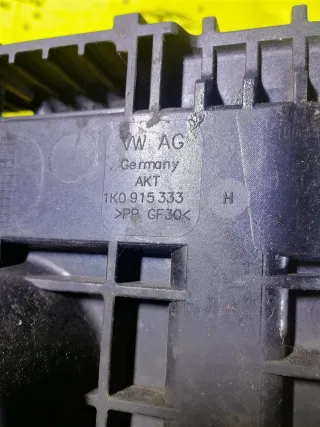 VW AG
Germany
AKT
1K0 915 333 H
>PP GF30<